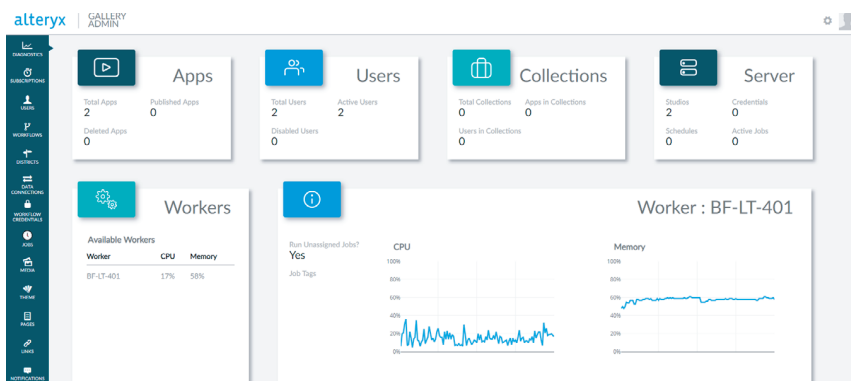 alteryx
GALLERY
ADMIN
DIAGNOSTICS
SUBSCRIPTIONS
USERS
WORKFLOWS
DISTRICTS
DATA
CONNECTIONS
WORKFLOW
CREDENTIALS
JOBS
MEDIA
THEME
PAGES
LINKS
NOTIFICATIONS
Apps
Total Apps Published Apps
2 0
Deleted Apps
0
Users
Total Users Active Users
2 2
Disabled Users
0
Collections
Total Collections Apps in Collections
0 0
Users in Collections
0
Server
Studios Credentials
2 0
Schedules Active Jobs
0 0
Workers
Available Workers
Worker CPU Memory
BF-LT-401 17% 58%
Worker : BF-LT-401
Run Unassigned Jobs?
Yes
Job Tags
CPU
100%
80%
60%
40%
20%
0%
Memory
100%
80%
60%
40%
20%
0%